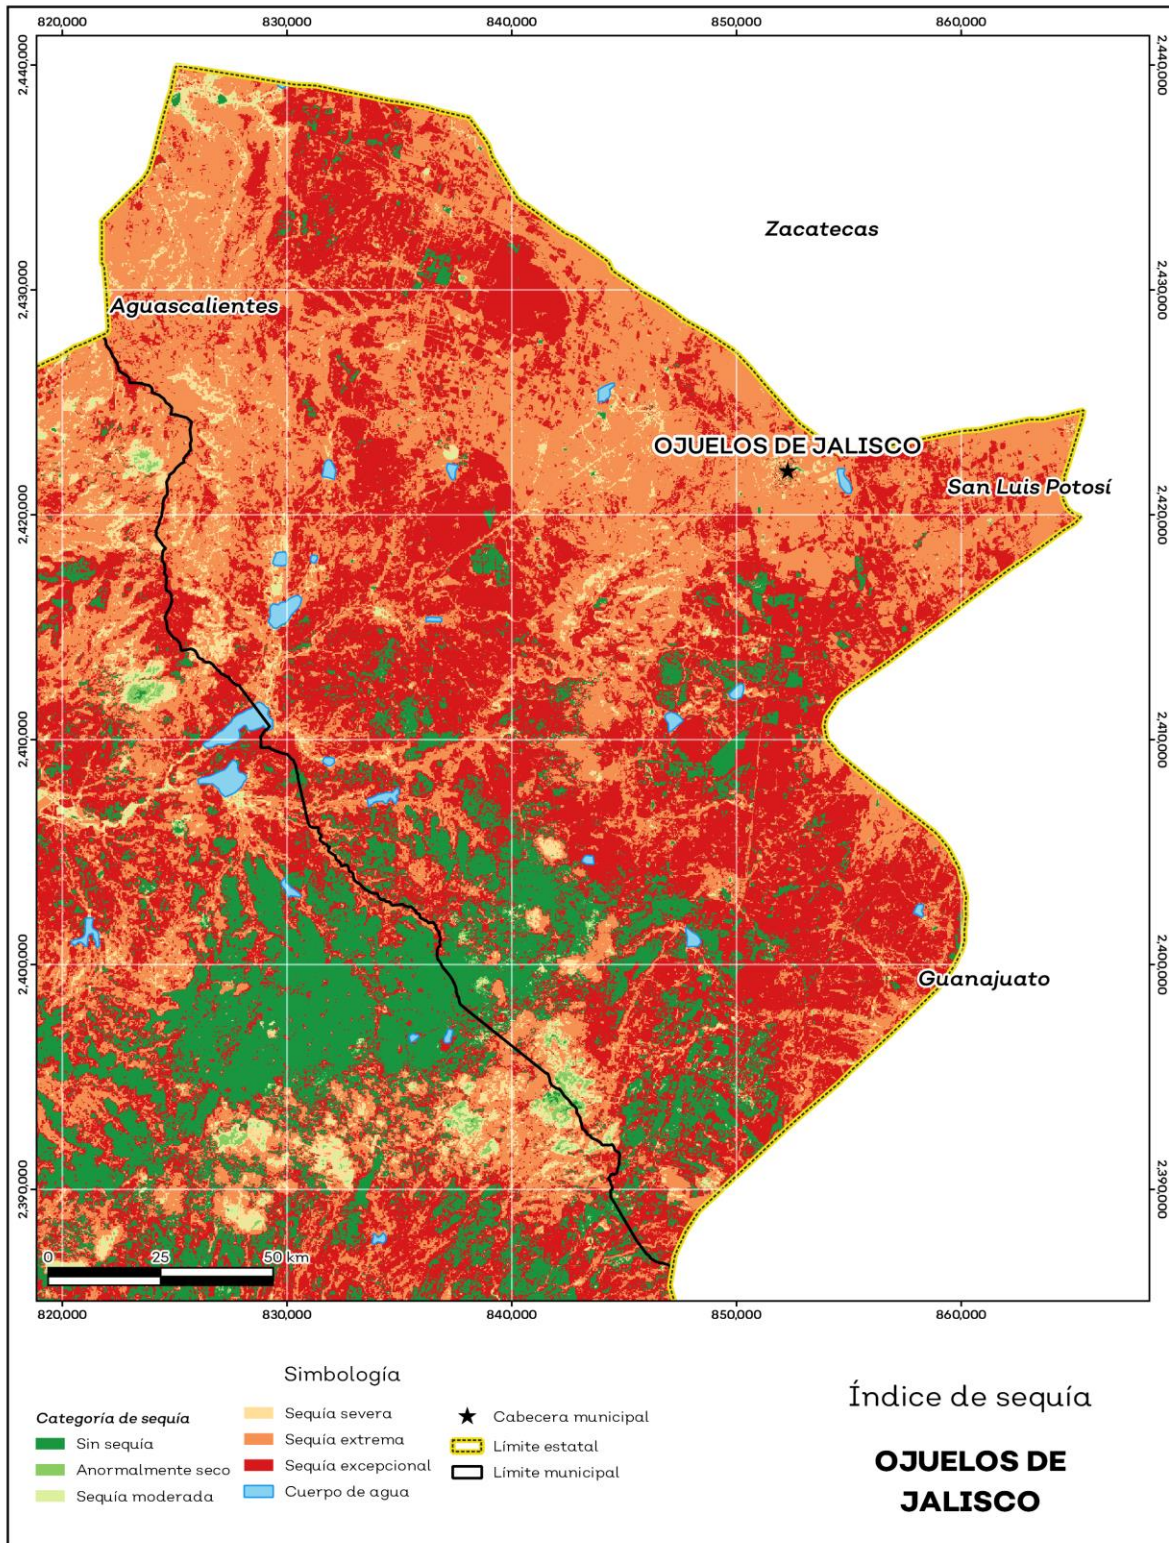 820,000 830,000 840,000 850,000 860,000
2,440,000 2,440,000
Zacatecas
2,430,000 2,430,000
Aguascalientes
OJUELOS DE JALISCO
San Luis Potosí
2,420,000 2,420,000
2,410,000 2,410,000
2,400,000 2,400,000
Guanajuato
2,390,000 2,390,000
0 25 50 km
820,000 830,000 840,000 850,000 860,000
Simbología
Categoría de sequía
Sin sequía
Anormalmente seco
Sequía moderada
Sequía severa
Sequía extrema
Sequía excepcional
Cuerpo de agua
Cabecera municipal
Límite estatal
Límite municipal
Índice de sequía
OJUELOS DE
JALISCO